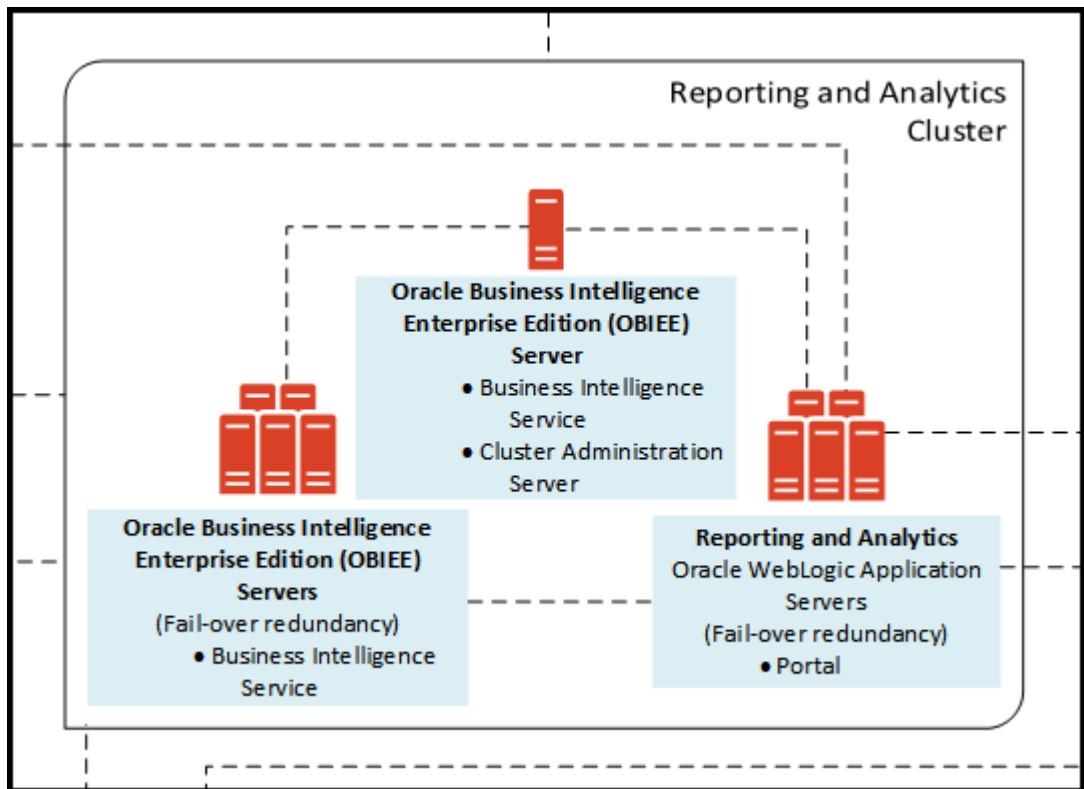 Reporting and Analytics
Cluster
Oracle Business Intelligence
Enterprise Edition (OBIEE)
Server
• Business Intelligence
Service
• Cluster Administration
Server
Oracle Business Intelligence
Enterprise Edition (OBIEE)
Servers
(Fail-over redundancy)
• Business Intelligence
Service
Reporting and Analytics
Oracle WebLogic Application
Servers
(Fail-over redundancy)
• Portal